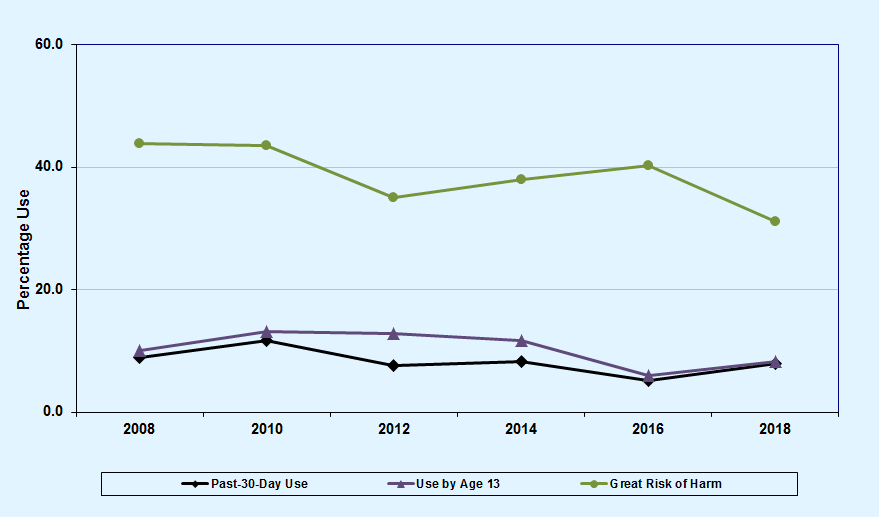 60.0
40.0
20.0
0.0
Percentage Use
2008 2010 2012 2014 2016 2018
Past-30-Day Use Use by Age 13 Great Risk of Harm